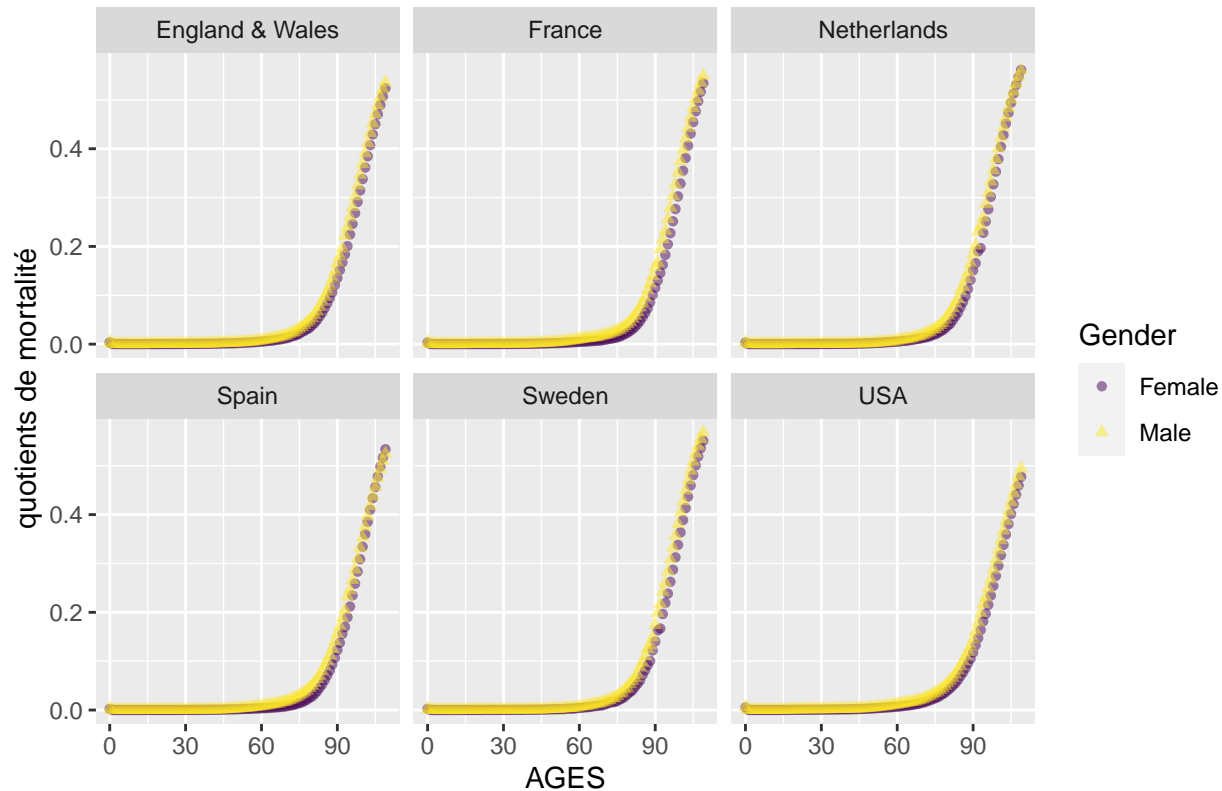 England & Wales
France
Netherlands
0.4
0.2
0.0
Spain
Sweden
USA
0.4
0.2
0.0
0 30 60 90
0 30 60 90
0 30 60 90
AGES
quotients de mortalité
Gender
Female
Male